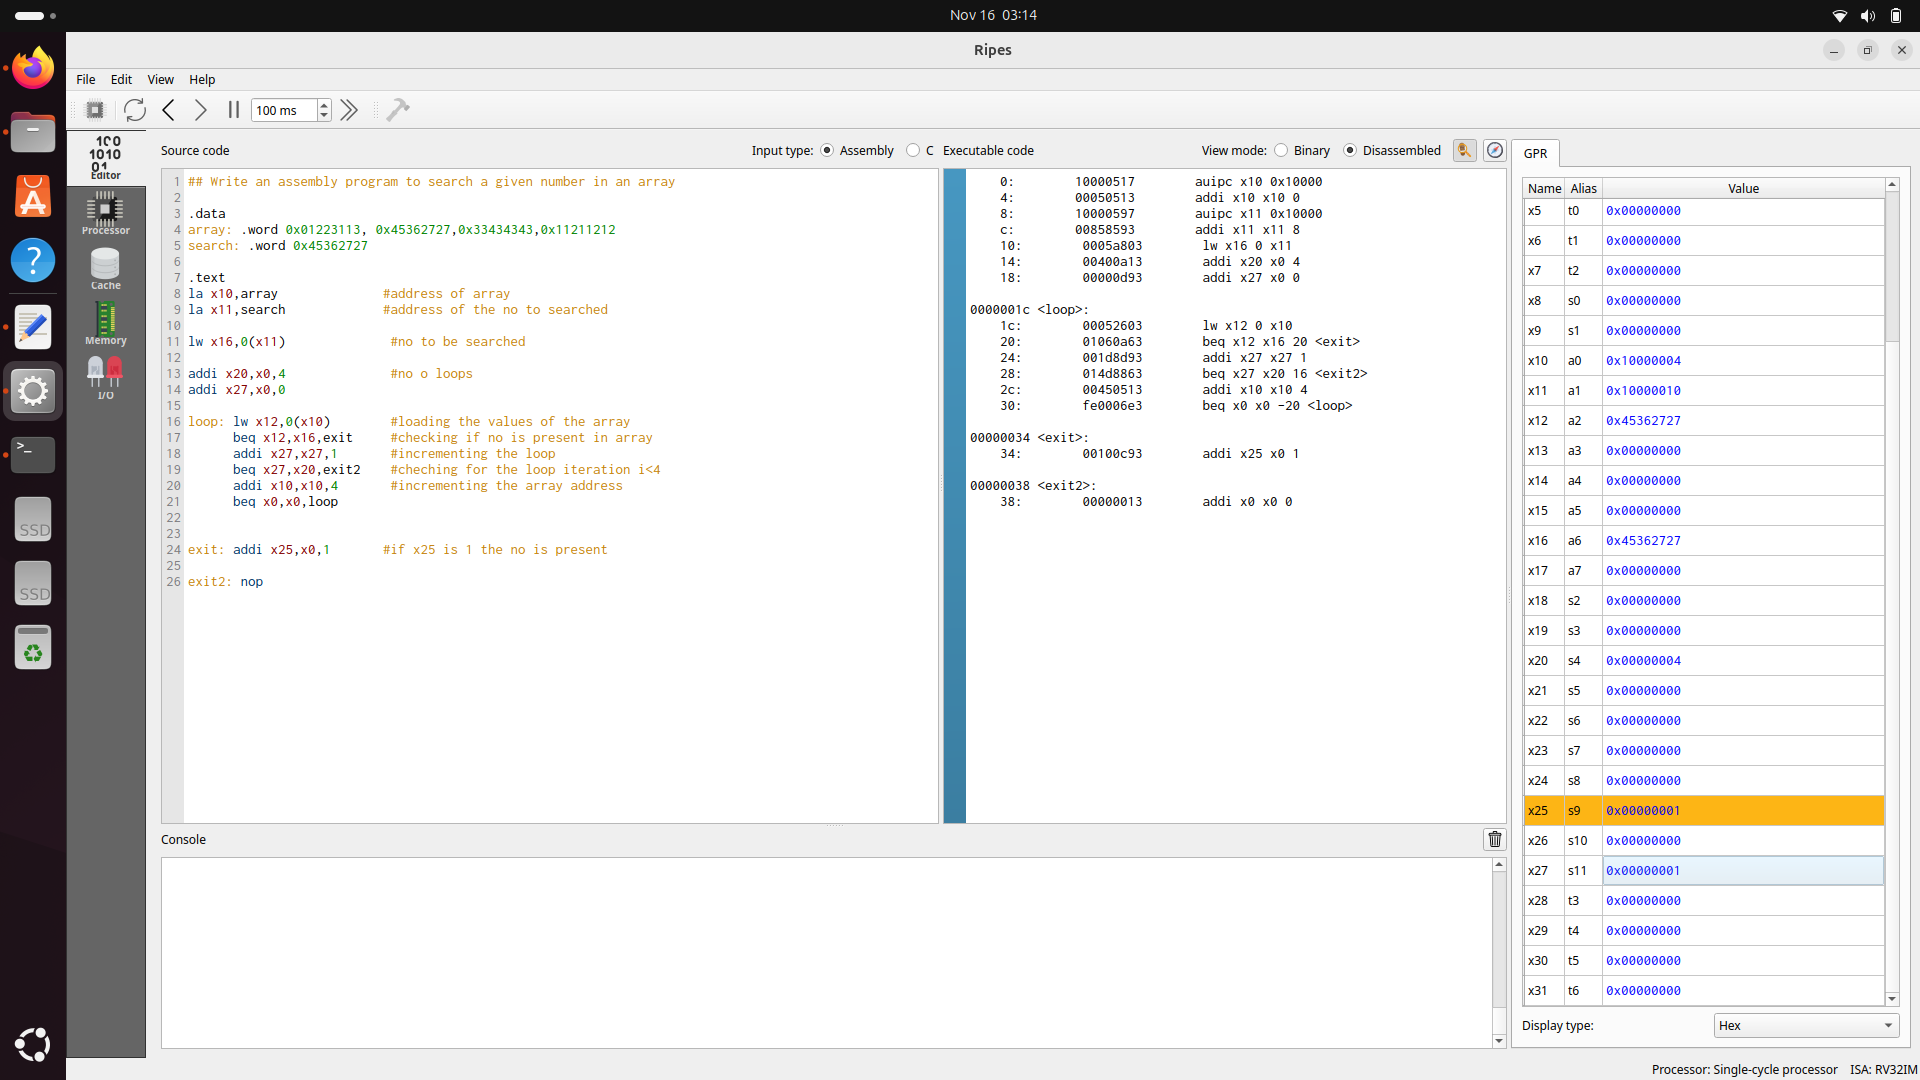 Nov 16 03:14
Ripes
File Edit View Help
100 ms
Editor
Processor
Cache
Memory
I/O
SSD
SSD
Source code
Input type: Assembly C
1 ## Write an assembly program to search a given number in an array
2
3 .data
4 array: .word 0x01223113, 0x45362727,0x33434343,0x11211212
5 search: .word 0x45362727
6
7 .text
8 la x10,array #address of array
9 la x11,search #address of the no to searched
10
11 lw x16,0(x11) #no to be searched
12
13 addi x20,x0,4 #no o loops
14 addi x27,x0,0
15
16 loop: lw x12,0(x10) #loading the values of the array
17 beq x12,x16,exit #checking if no is present in array
18 addi x27,x27,1 #incrementing the loop
19 beq x27,x20,exit2 #cheching for the loop iteration i<4
20 addi x10,x10,4 #incrementing the array address
21 beq x0,x0,loop
22
23
24 exit: addi x25,x0,1 #if x25 is 1 the no is present
25
26 exit2: nop
Executable code
View mode: Binary Disassembled
0: 10000517 auipc x10 0x10000
4: 00050513 addi x10 x10 0
8: 10000597 auipc x11 0x10000
c: 00858593 addi x11 x11 8
10: 0005a803 lw x16 0 x11
14: 00400a13 addi x20 x0 4
18: 00000d93 addi x27 x0 0
0000001c <loop>:
1c: 00052603 lw x12 0 x10
20: 01060a63 beq x12 x16 20 <exit>
24: 001d8d93 addi x27 x27 1
28: 014d8863 beq x27 x20 16 <exit2>
2c: 00450513 addi x10 x10 4
30: fe0006e3 beq x0 x0 -20 <loop>
00000034 <exit>:
34: 00100c93 addi x25 x0 1
00000038 <exit2>:
38: 00000013 addi x0 x0 0
Console
GPR
Name Alias Value
x5 t0 0x00000000
x6 t1 0x00000000
x7 t2 0x00000000
x8 s0 0x00000000
x9 s1 0x00000000
x10 a0 0x10000004
x11 a1 0x10000010
x12 a2 0x45362727
x13 a3 0x00000000
x14 a4 0x00000000
x15 a5 0x00000000
x16 a6 0x45362727
x17 a7 0x00000000
x18 s2 0x00000000
x19 s3 0x00000000
x20 s4 0x00000004
x21 s5 0x00000000
x22 s6 0x00000000
x23 s7 0x00000000
x24 s8 0x00000000
x25 s9 0x00000001
x26 s10 0x00000000
x27 s11 0x00000001
x28 t3 0x00000000
x29 t4 0x00000000
x30 t5 0x00000000
x31 t6 0x00000000
Display type: Hex
Processor: Single-cycle processor ISA: RV32IM